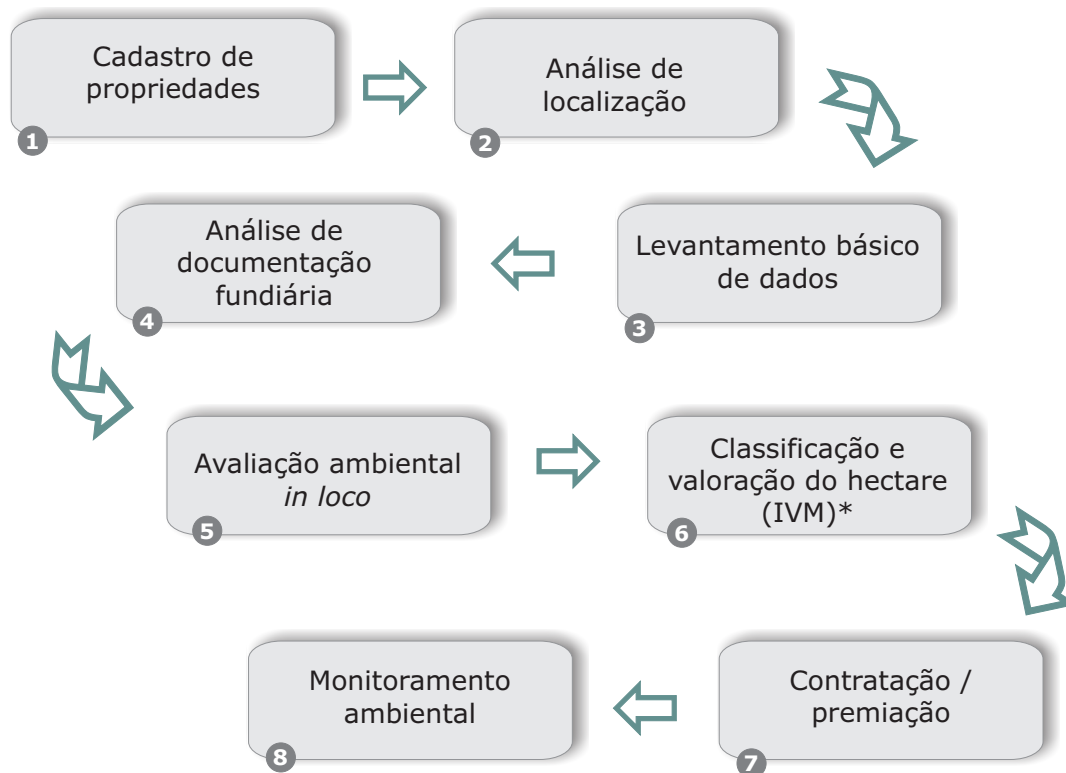 Cadastro de
propriedades
1
Análise de
localização
2
Levantamento básico
de dados
3
Análise de
documentação
fundiária
4
Avaliação ambiental
in loco
5
Classificação e
valoração do hectare
(IVM)*
6
Contratação /
premiação
7
Monitoramento
ambiental
8